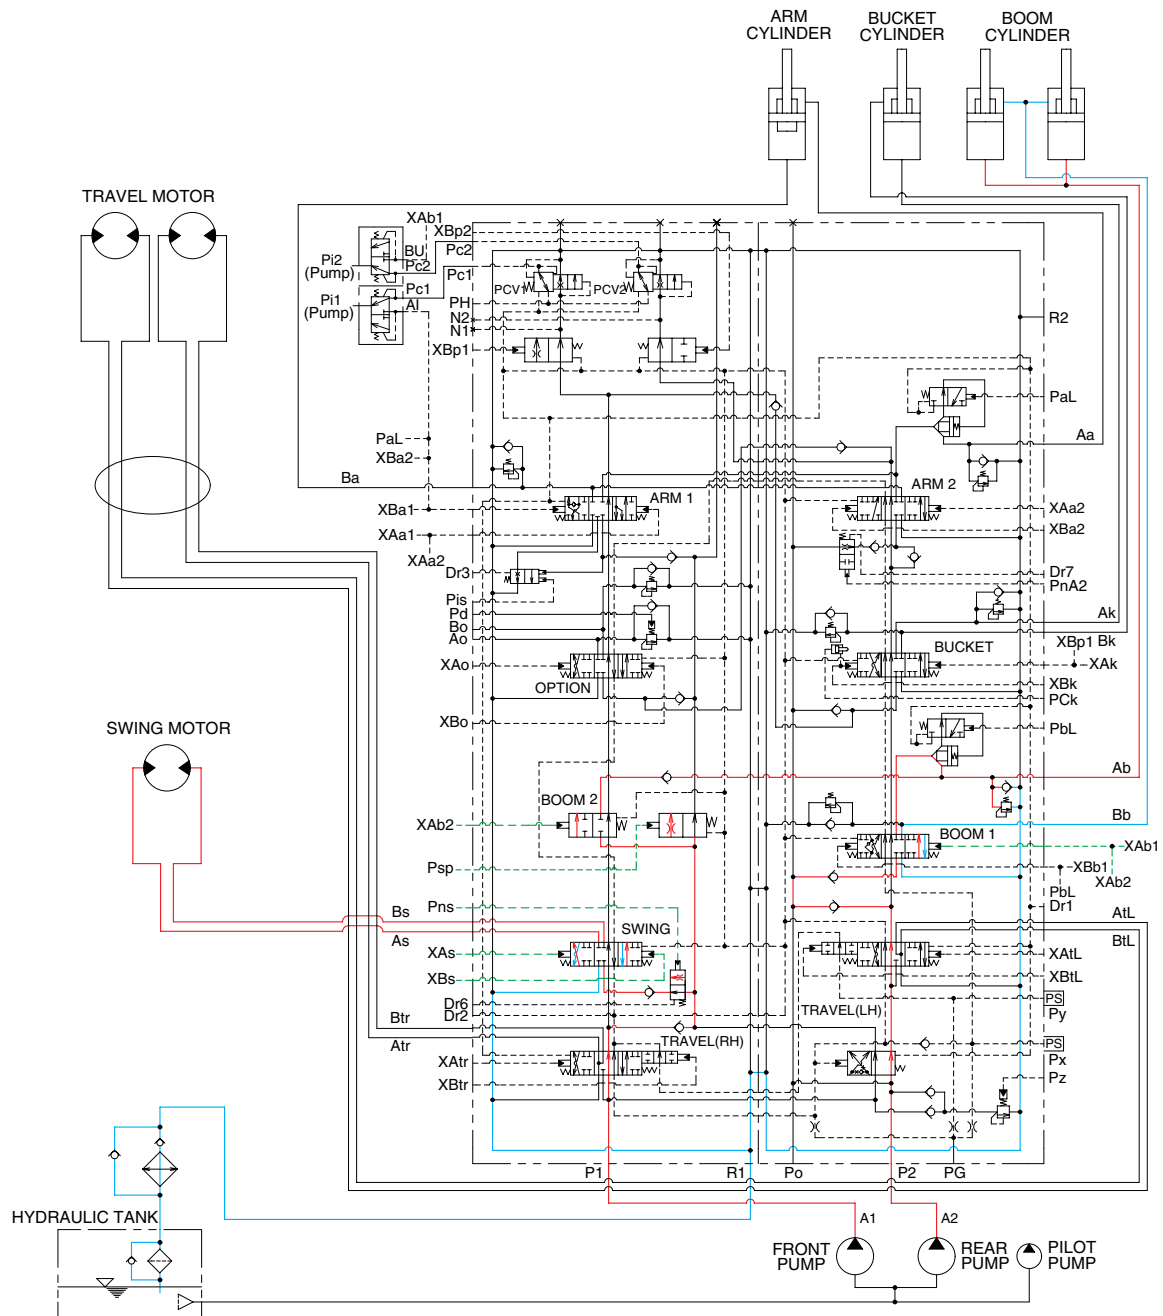 ARM
CYLINDER
BUCKET
CYLINDER
BOOM
CYLINDER
TRAVEL MOTOR
XAb1
XBp2
BU
Pc2
Pc2
Pi2
(Pump)
Pc1
Pc1
Pi1
(Pump)
AI
PCV1
PCV2
PH
N2
N1
XBp1
R2
PaL
PaL
XBa2
Aa
Ba
ARM 1
ARM 2
XBa1
XAa2
XAa1
XBa2
XAa2
Dr3
Dr7
Pis
PnA2
Pd
Bo
Ao
Ak
XBp1 Bk
XAo
BUCKET
XAk
OPTION
XBk
PCk
XBo
PbL
SWING MOTOR
Ab
BOOM 2
Bb
XAb2
BOOM 1
XAb1
Psp
XBb1
XAb2
PbL
Pns
Dr1
Bs
AtL
As
SWING
BtL
XAs
XAtL
XBs
XBtL
Dr6
PS
Dr2
TRAVEL(LH)
Py
Btr
TRAVEL(RH)
PS
Atr
Px
XAtr
Pz
XBtr
P1
R1
Po
P2
PG
HYDRAULIC TANK
A1
A2
FRONT
PUMP
REAR
PUMP
PILOT
PUMP